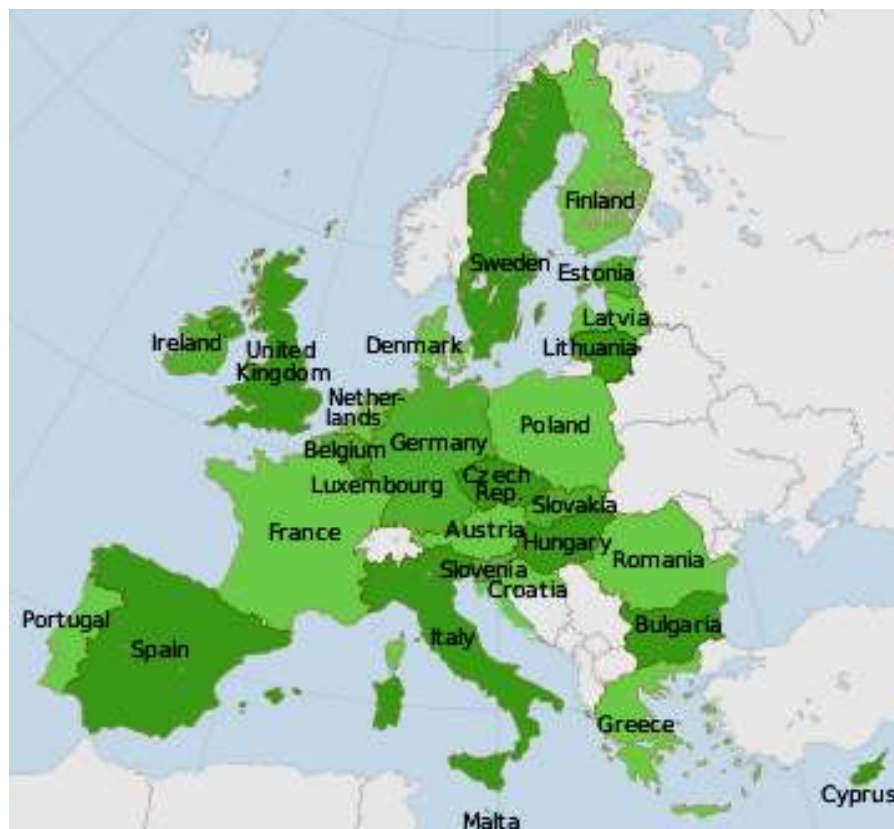 Finland
Sweden
Estonia
Latvia
Lithuania
Denmark
Ireland
United
Kingdom
Nether-
lands
Poland
Belgium
Germany
Czech
Rep.
Luxembourg
Slovakia
France
Austria
Hungary
Romania
Slovenia
Croatia
Portugal
Spain
Italy
Bulgaria
Greece
Cyprus
Malta